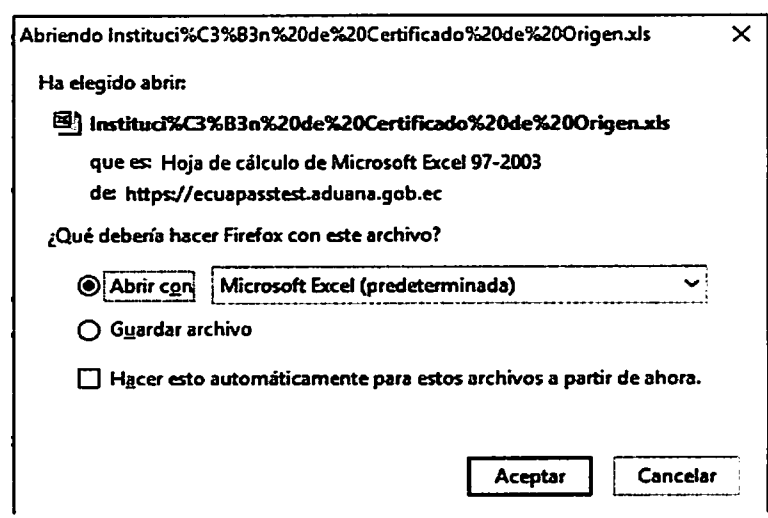 Abriendo Instituci%C3%B3n%20de%20Certificado%20de%20Origen.xls
Ha elegido abrir:
Instituci%C3%B3n%20de%20Certificado%20de%20Origen.xls
que es: Hoja de cálculo de Microsoft Excel 97-2003
de: https://ecuapasstest.aduana.gob.ec
¿Qué debería hacer Firefox con este archivo?
Abrir con Microsoft Excel (predeterminada)
Guardar archivo
Hacer esto automáticamente para estos archivos a partir de ahora.
Aceptar Cancelar